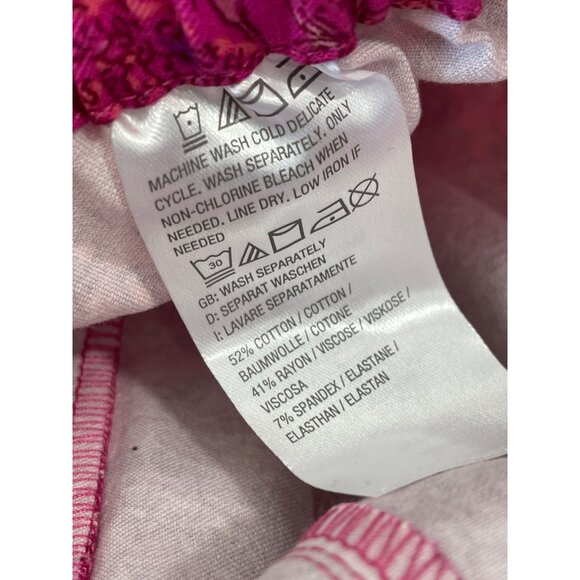 MACHINE WASH COLD DELICATE
CYCLE. WASH SEPARATELY. ONLY
NON-CHLORINE BLEACH WHEN
NEEDED. LINE DRY. LOW IRON IF
NEEDED
30
GB: WASH SEPARATELY
D: SEPARAT WASCHEN
I: LAVARE SEPARATAMENTE
52% COTTON / COTTON /
BAUMWOLLE / COTONE
41% RAYON / VISCOSE / VISKOSE /
VISCOSA
7% SPANDEX / ELASTANE /
ELASTHAN / ELASTAN